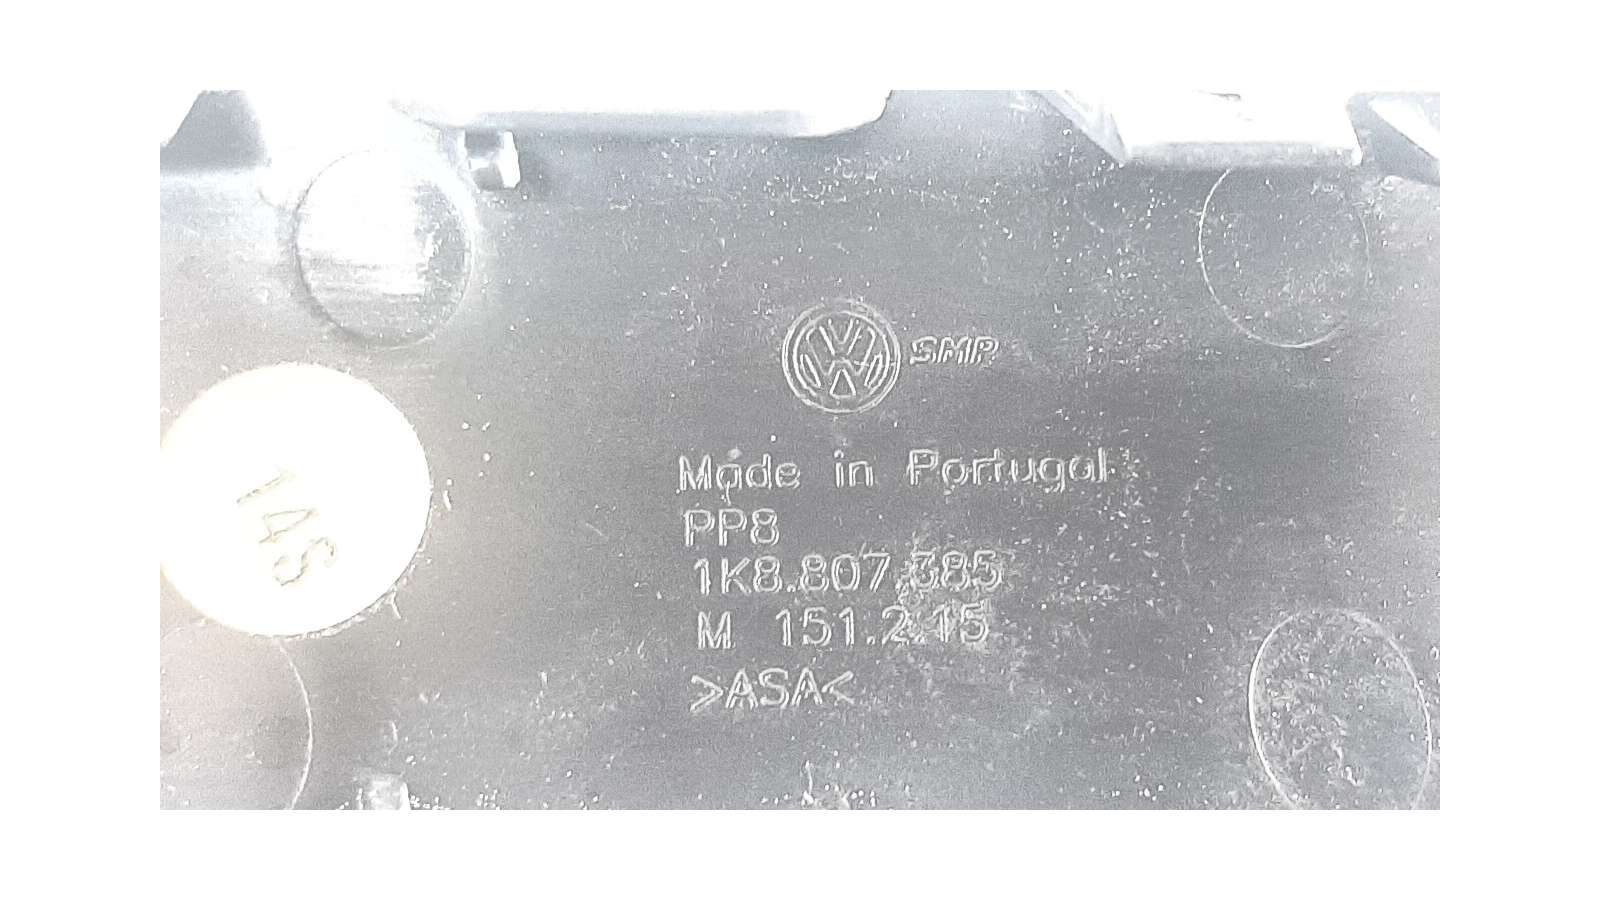 SMP
Made in Portugal
PP8
1K8.807.385
M 151.2.15
>ASA<
14S